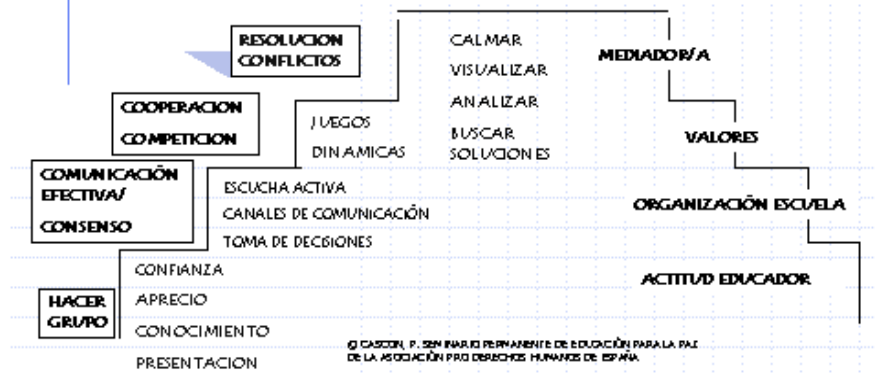 RESOLUCION
CONFLICTOS
CALMAR
VISUALIZAR
ANALIZAR
BUSCAR
SOLUCIONES
MEDIADOR/A
COOPERACION
COMPETICION
JUEGOS
DINAMICAS
VALORES
COMUNICACIÓN
EFECTIVA/
CONSENSO
ESCUCHA ACTIVA
CANALES DE COMUNICACIÓN
TOMA DE DECISIONES
ORGANIZACIÓN ESCUELA
HACER
GRUPO
CONFIANZA
APRECIO
CONOCIMIENTO
PRESENTACION
ACTITUD EDUCADOR
© CASCON, P. SEMINARIO PERMANENTE DE EDUCACIÓN PARA LA PAZ
DE LA ASOCIACIÓN PRO DERECHOS HUMANOS DE ESPAÑA